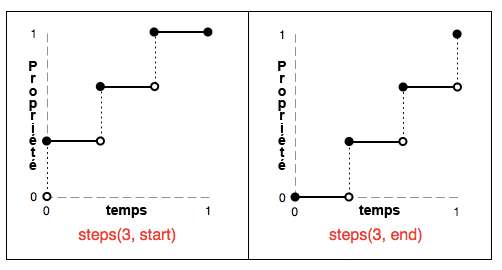 1
Propriété
0
0
temps
1
steps(3, start)
1
Propriété
0
0
temps
1
steps(3, end)